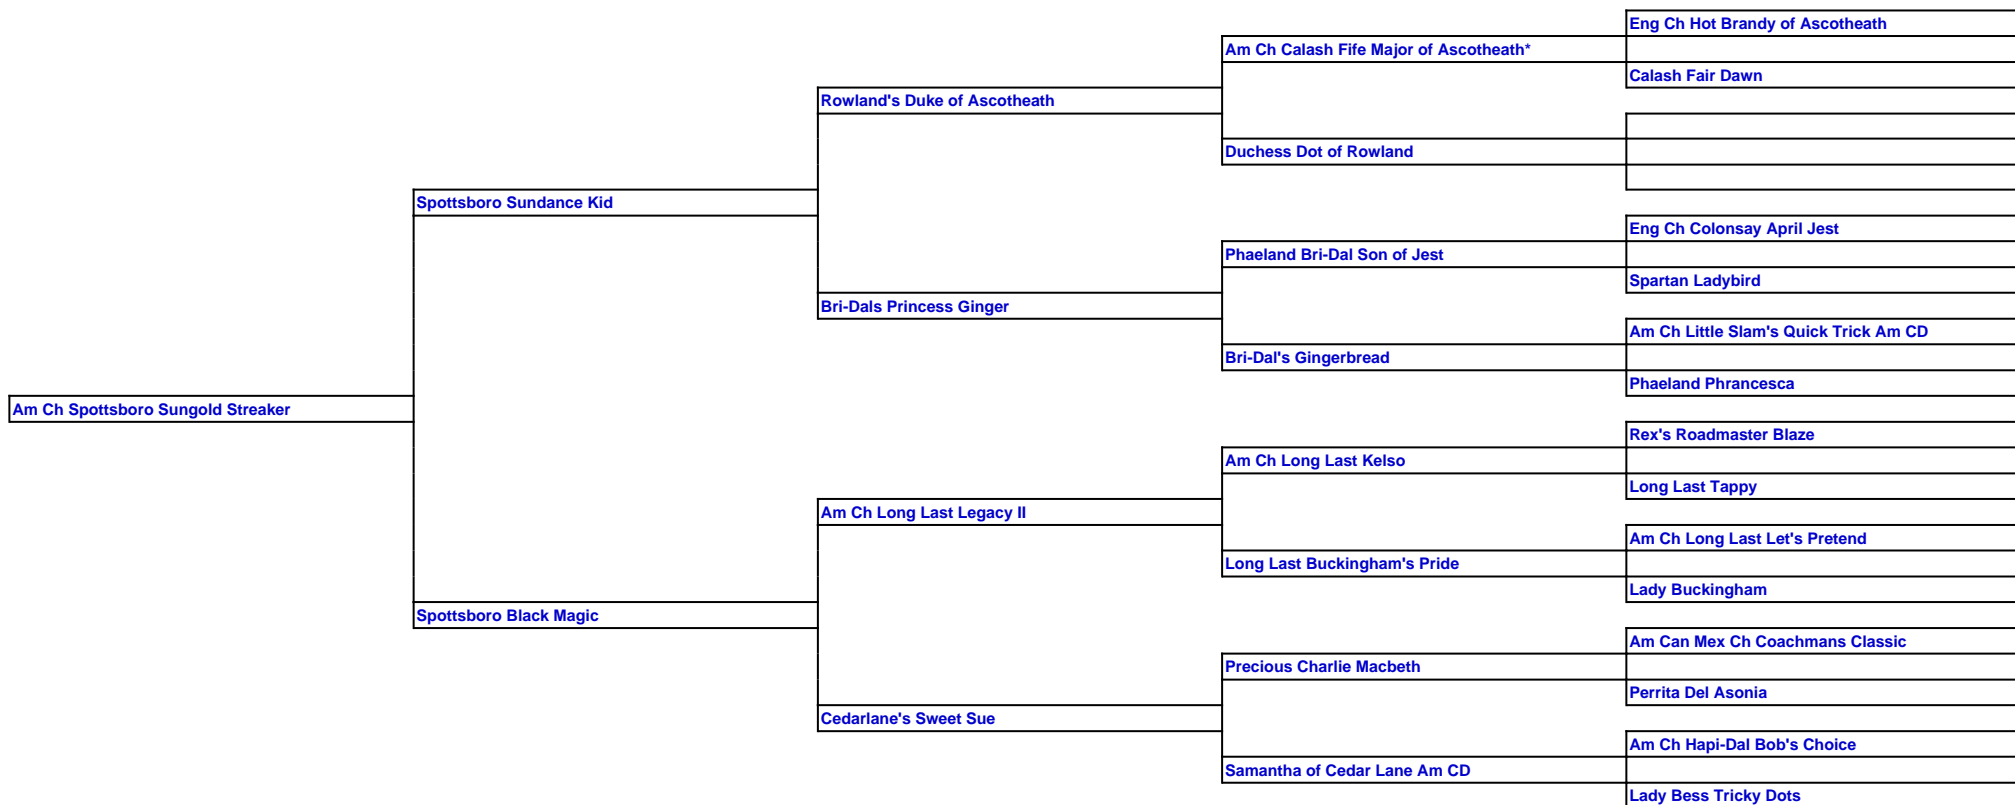 Eng Ch Hot Brandy of Ascotheath
Am Ch Calash Fife Major of Ascotheath*
Calash Fair Dawn
Rowland's Duke of Ascotheath
Duchess Dot of Rowland
Spottsboro Sundance Kid
Eng Ch Colonsay April Jest
Phaeland Bri-Dal Son of Jest
Spartan Ladybird
Bri-Dals Princess Ginger
Am Ch Little Slam's Quick Trick Am CD
Bri-Dal's Gingerbread
Phaeland Phrancesca
Am Ch Spottsboro Sungold Streaker
Rex's Roadmaster Blaze
Am Ch Long Last Kelso
Long Last Tappy
Am Ch Long Last Legacy II
Am Ch Long Last Let's Pretend
Long Last Buckingham's Pride
Lady Buckingham
Spottsboro Black Magic
Am Can Mex Ch Coachmans Classic
Precious Charlie Macbeth
Perrita Del Asonia
Cedarlane's Sweet Sue
Am Ch Hapi-Dal Bob's Choice
Samantha of Cedar Lane Am CD
Lady Bess Tricky Dots